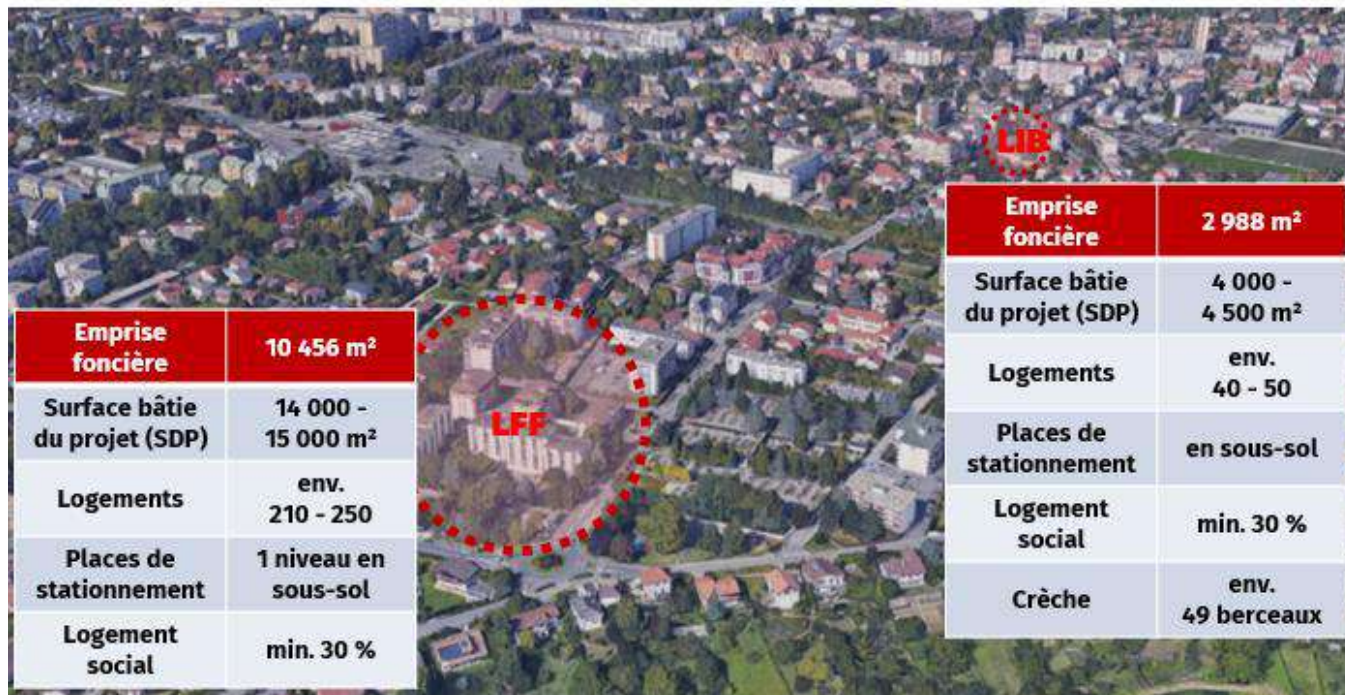 LIB
Emprise
foncière
2 988 m²
Surface bâtie
du projet (SDP)
4 000 -
4 500 m²
Logements
env.
40 - 50
Places de
stationnement
en sous-sol
Logement
social
min. 30 %
Crèche
env.
49 berceaux
LFF
Emprise
foncière
10 456 m²
Surface bâtie
du projet (SDP)
14 000 -
15 000 m²
Logements
env.
210 - 250
Places de
stationnement
1 niveau en
sous-sol
Logement
social
min. 30 %